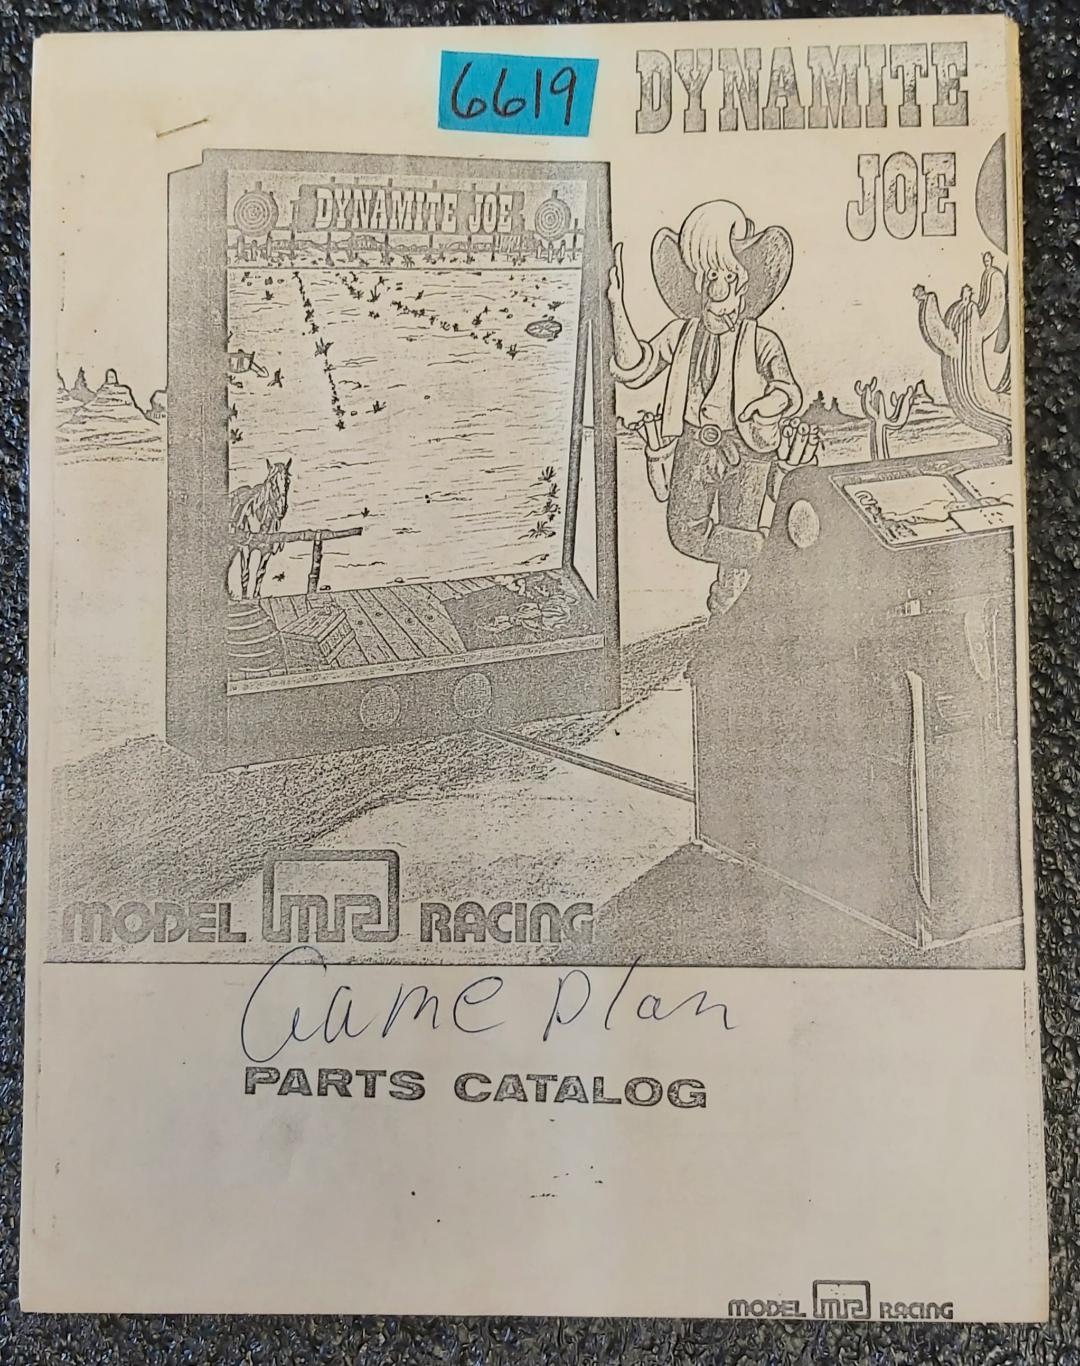 6619
DYNAMITE
JOE
DYNAMITE JOE
MODEL MR RACING
Game plan
PARTS CATALOG
MODEL MR RACING